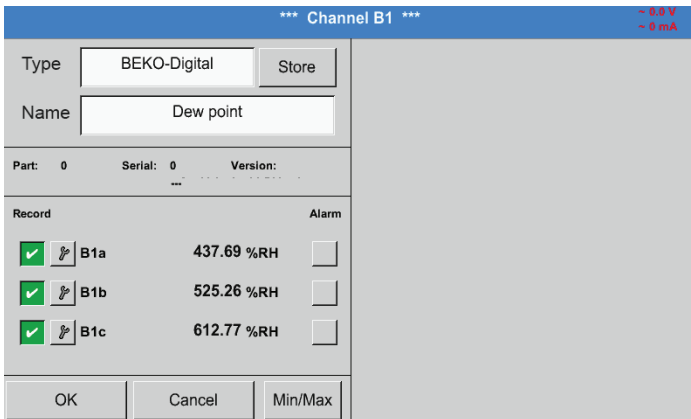 *** Channel B1 ***
~ 0.0 V
~ 0 mA
Type BEKO-Digital Store
Name Dew point
Part: 0 Serial: 0 Version:
---
Record Alarm
B1a 437.69 %RH
B1b 525.26 %RH
B1c 612.77 %RH
OK Cancel Min/Max